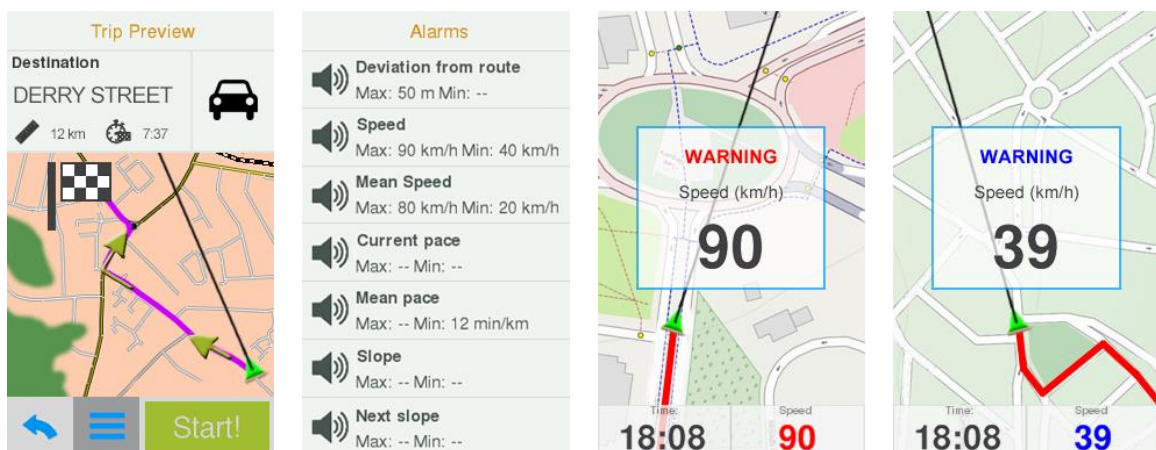 Trip Preview
Destination
DERRY STREET
12 km 7:37
Start!
Alarms
Deviation from route
Max: 50 m Min: --
Speed
Max: 90 km/h Min: 40 km/h
Mean Speed
Max: 80 km/h Min: 20 km/h
Current pace
Max: -- Min: --
Mean pace
Max: -- Min: 12 min/km
Slope
Max: -- Min: --
Next slope
Max: -- Min: --
WARNING
Speed (km/h)
90
Time: Speed
18:08 90
WARNING
Speed (km/h)
39
Time: Speed
18:08 39